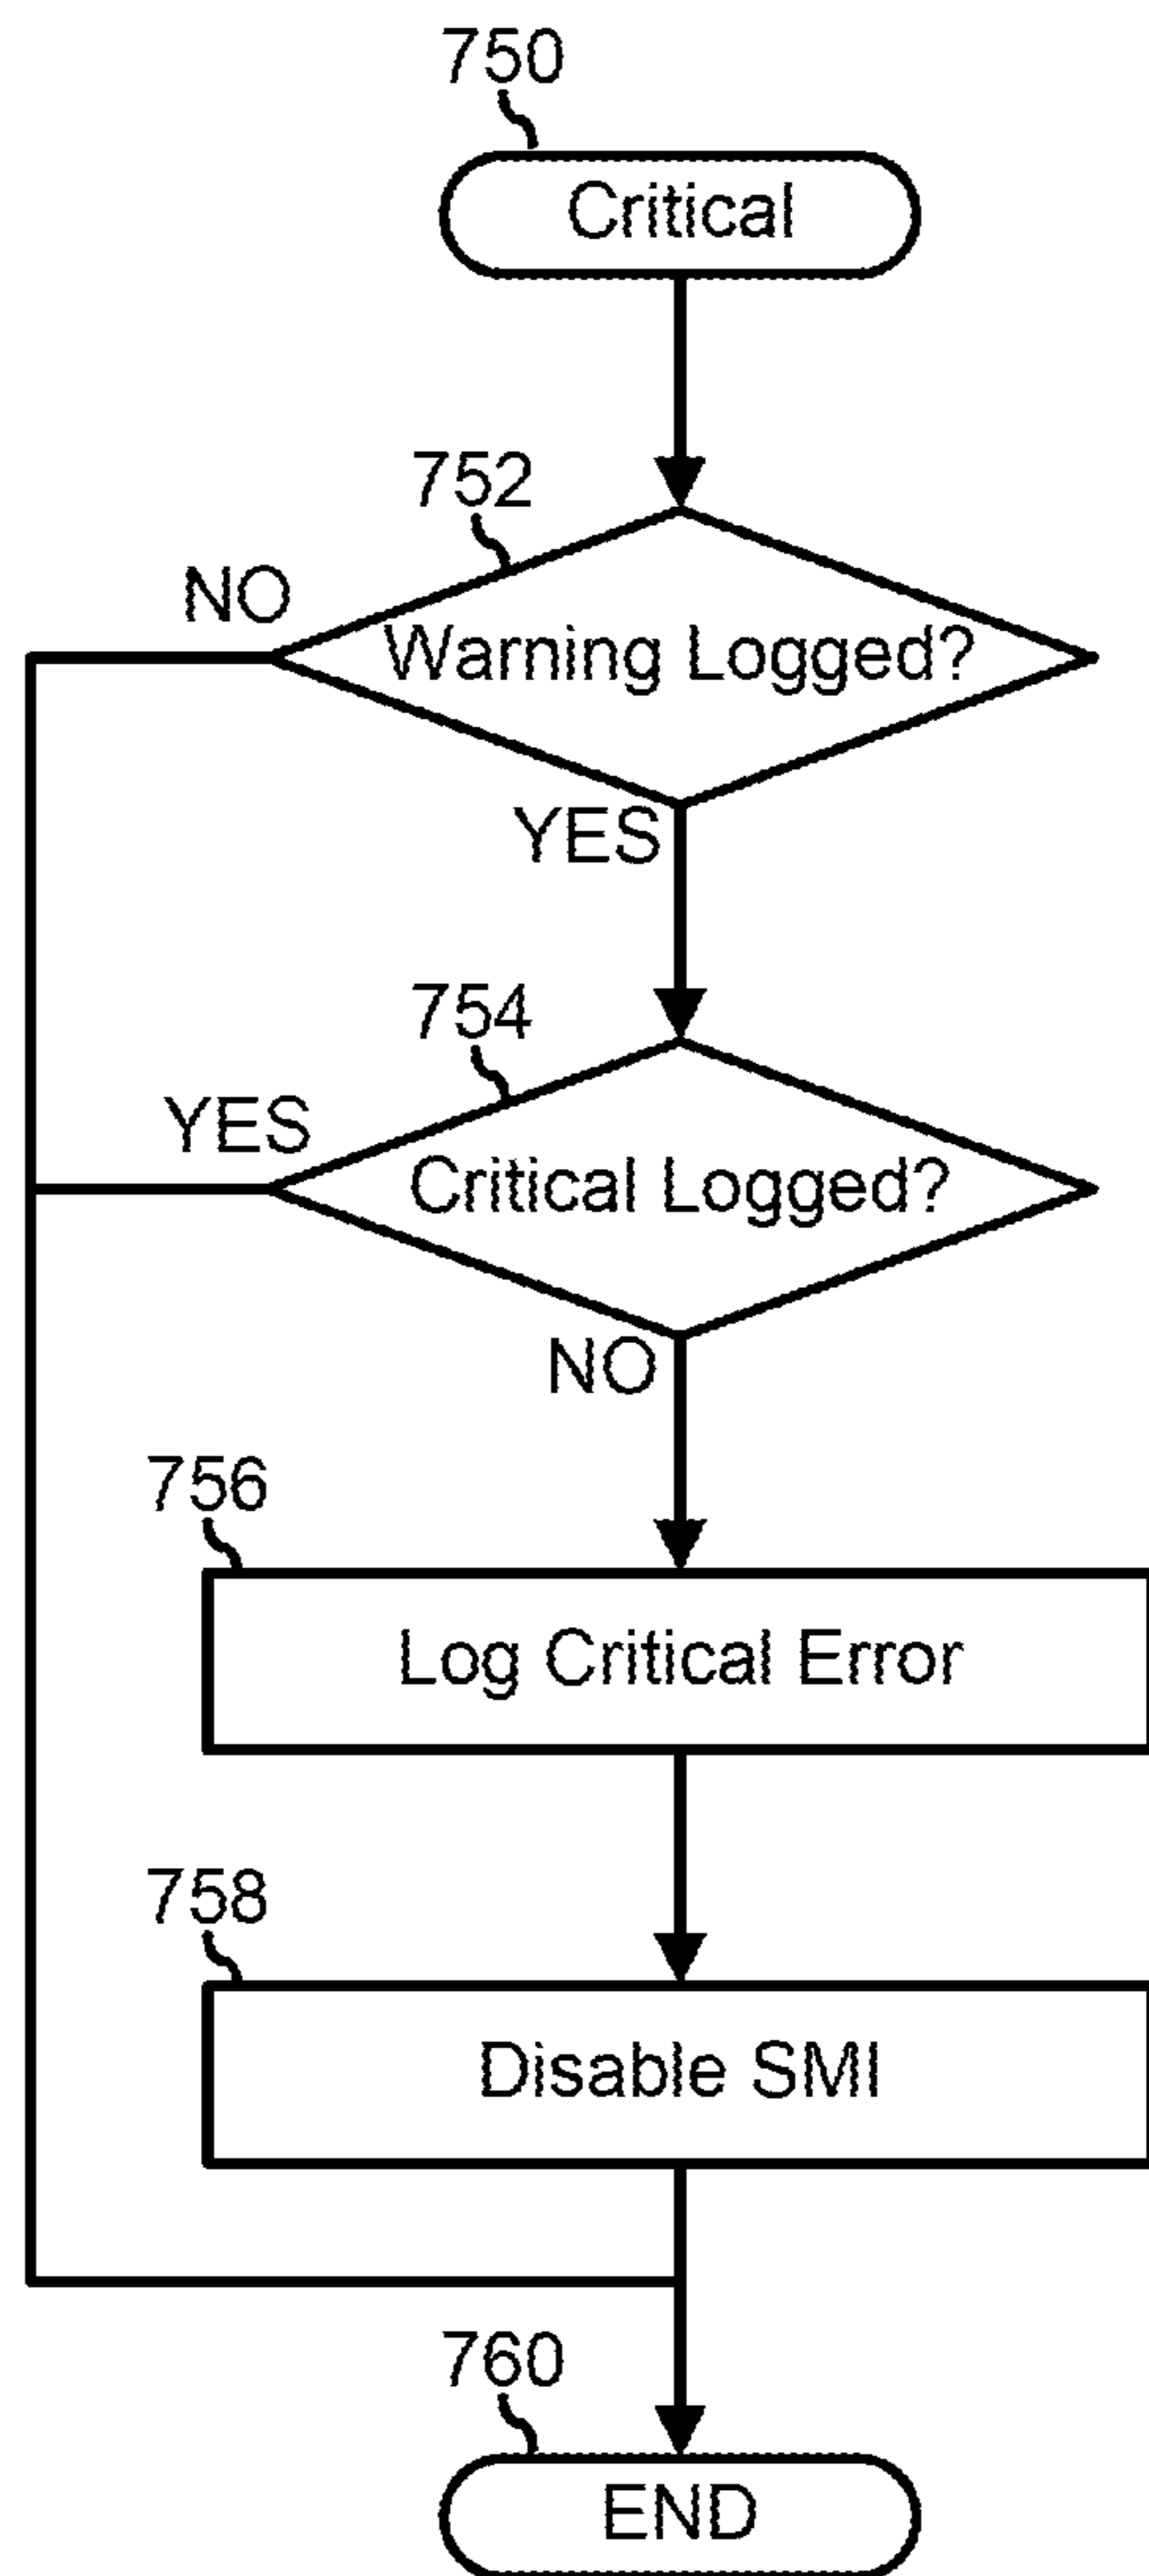 750
Critical
752
NO
Warning Logged?
YES
754
YES
Critical Logged?
NO
756
Log Critical Error
758
Disable SMI
760
END